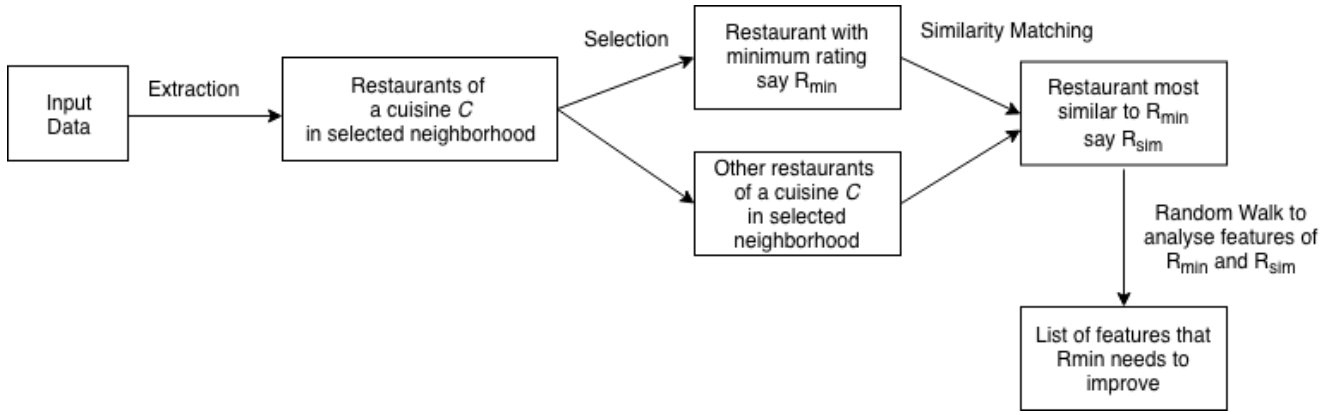 Input
Data
Extraction
Restaurants of
a cuisine C
in selected neighborhood
Selection
Restaurant with
minimum rating
say Rmin
Other restaurants
of a cuisine C
in selected
neighborhood
Similarity Matching
Restaurant most
similar to Rmin
say Rsim
Random Walk to
analyse features of
Rmin and Rsim
List of features that
Rmin needs to
improve